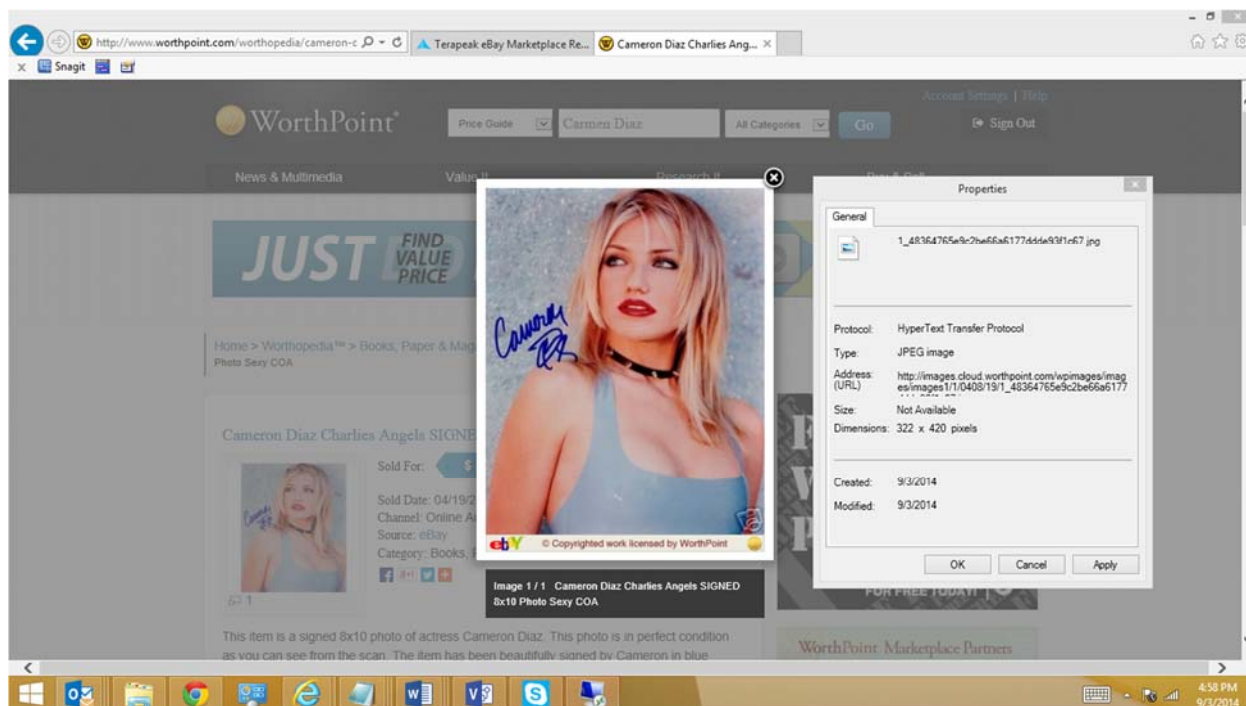 http://www.worthpoint.com/worthopedia/cameron-c
Terapeak eBay Marketplace Re...
Cameron Diaz Charlies Ang...
x Snagit
Account Settings | Help
WorthPoint
Price Guide
Carmen Diaz
All Categories
Go
Sign Out
News & Multimedia
Value It
Research It
JUST
FIND
VALUE
PRICE
Home > Worthopedia™ > Books, Paper & Mag
Photo Sexy COA
Cameron Diaz Charlies Angels SIGNE
Sold For: $
Sold Date: 04/19/2
Channel: Online A
Source: eBay
Category: Books, P
1
This item is a signed 8x10 photo of actress Cameron Diaz. This photo is in perfect condition
as you can see from the scan. The item has been beautifully signed by Cameron in blue
Cameron
ebY
© Copyrighted work licensed by WorthPoint
Image 1 / 1 Cameron Diaz Charlies Angels SIGNED
8x10 Photo Sexy COA
Properties
General
1_48364765e9c2be66a6177ddde93f1c67.jpg
Protocol: HyperText Transfer Protocol
Type: JPEG image
Address: http://images.cloud.worthpoint.com/wpimages/imag
(URL) es/images1/1/0408/19/1_48364765e9c2be66a6177
Size: Not Available
Dimensions: 322 x 420 pixels
Created: 9/3/2014
Modified: 9/3/2014
OK Cancel Apply
FOR FREE TODAY!
WorthPoint Marketplace Partners
4:58 PM
9/3/2014